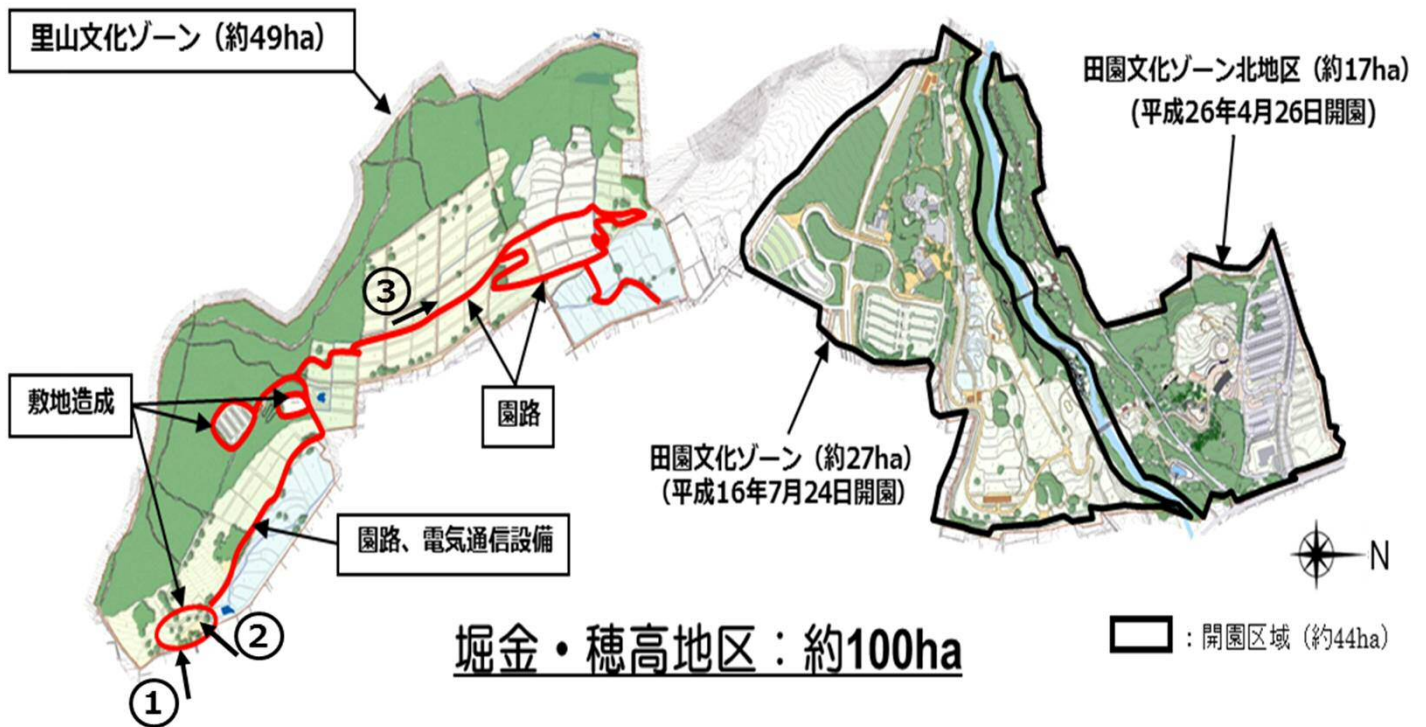 里山文化ゾーン（約49ha）
田園文化ゾーン北地区（約17ha）
(平成26年4月26日開園)
③
敷地造成
園路
田園文化ゾーン（約27ha）
（平成16年7月24日開園）
園路、電気通信設備
N
②
堀金・穂高地区：約100ha
：開園区域（約44ha）
①